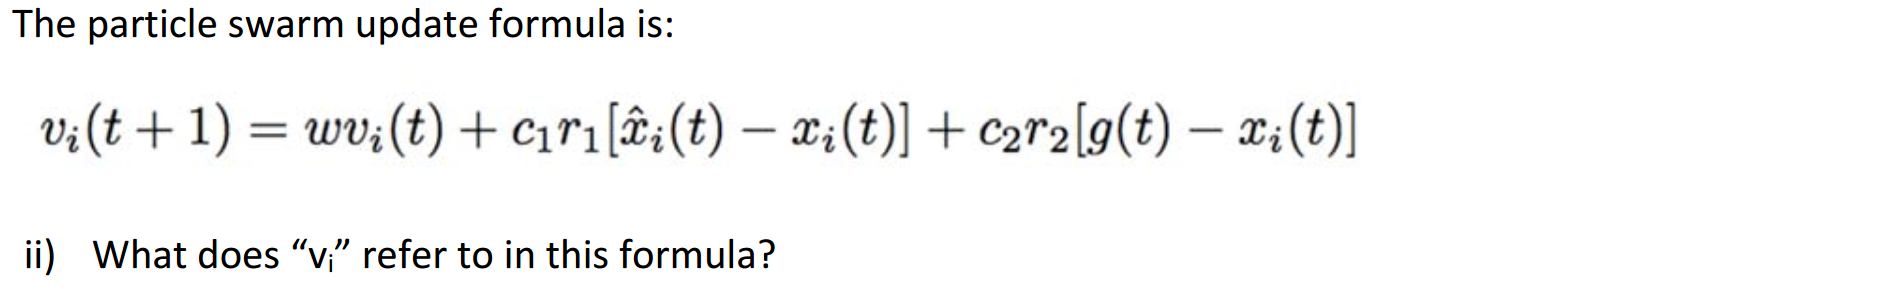 The particle swarm update formula is:
vᵢ(t + 1) = wvᵢ(t) + c₁r₁[x̂ᵢ(t) − xᵢ(t)] + c₂r₂[g(t) − xᵢ(t)]
ii) What does “vᵢ” refer to in this formula?